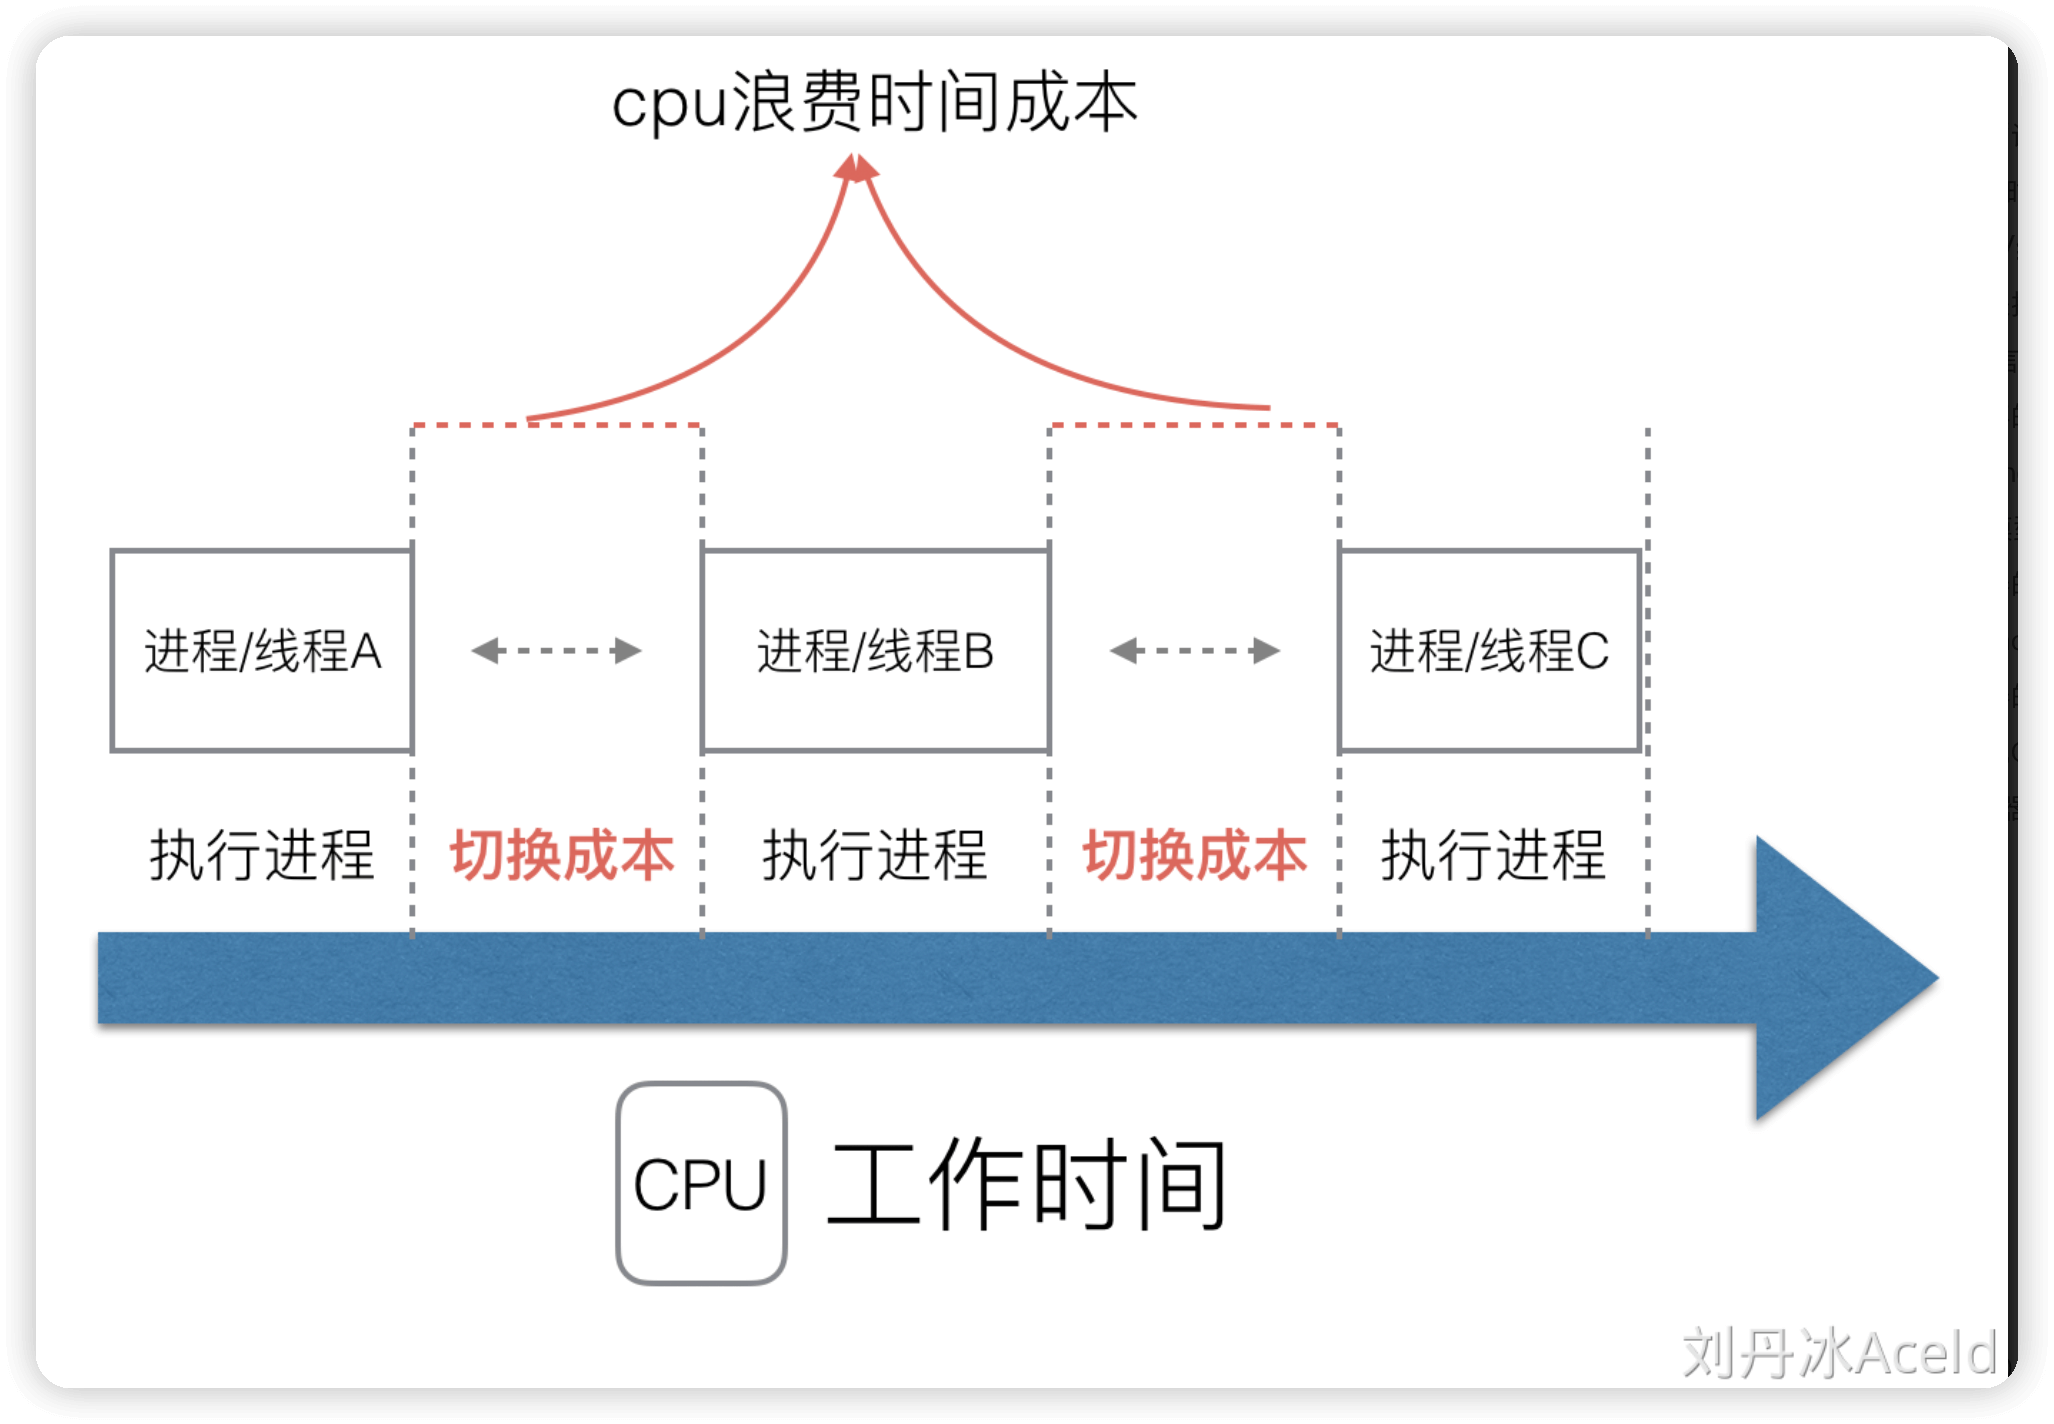 cpu浪费时间成本
进程/线程A
进程/线程B
进程/线程C
执行进程
切换成本
执行进程
切换成本
执行进程
CPU
工作时间
刘丹冰Aceld